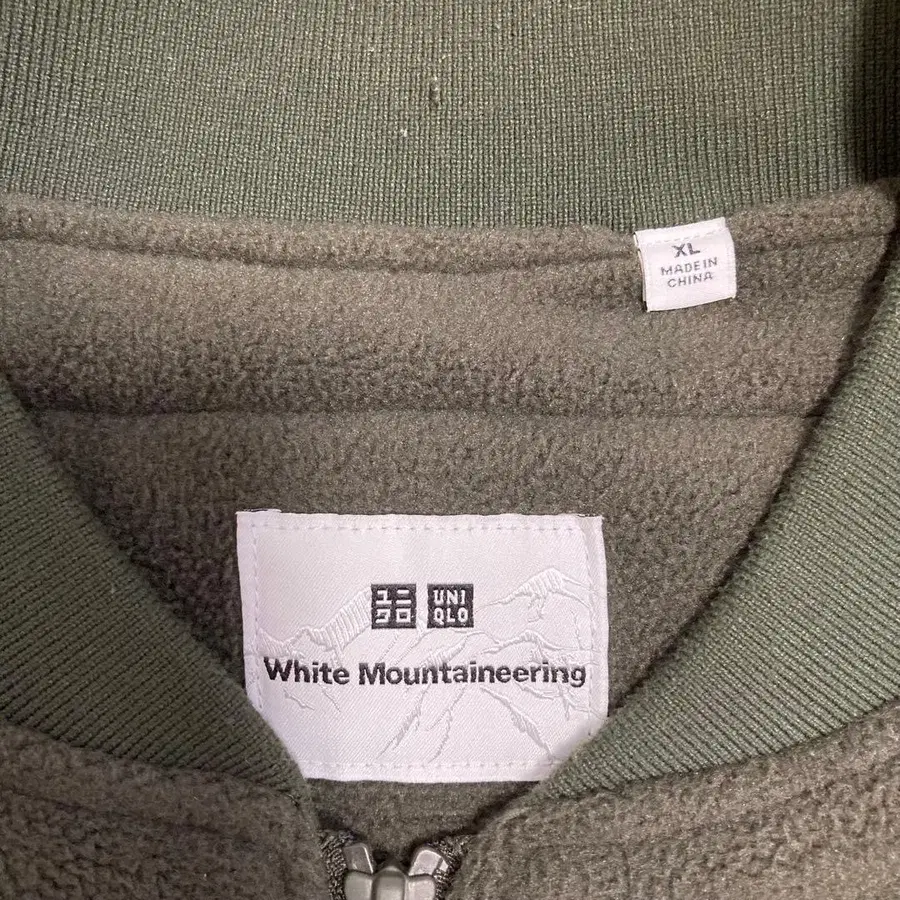 XL
MADE IN
CHINA
ユニ UNI
クロ QLO
White Mountaineering